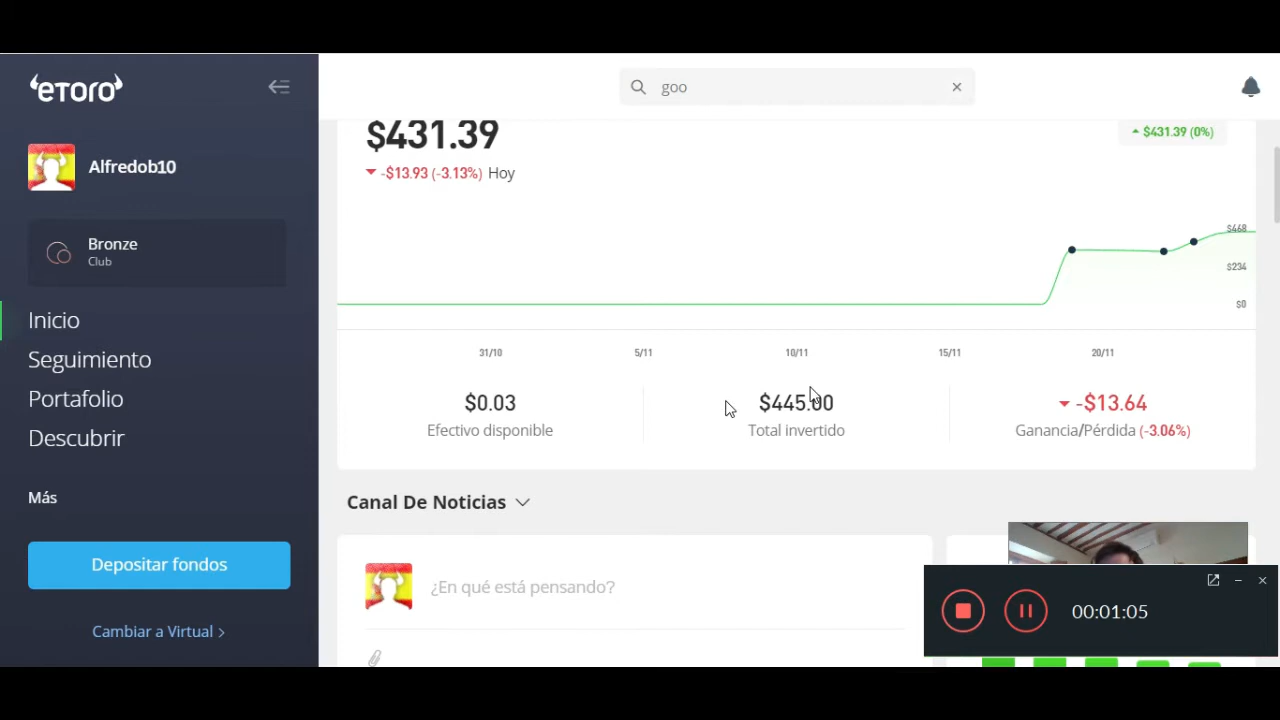 etoro
goo
Alfredob10
Bronze
Club
Inicio
Seguimiento
Portafolio
Descubrir
Más
Depositar fondos
Cambiar a Virtual >
$431.39
$431.39 (0%)
-$13.93 (-3.13%) Hoy
$468
$234
$0
31/10 5/11 10/11 15/11 20/11
$0.03
Efectivo disponible
$445.00
Total invertido
-$13.64
Ganancia/Pérdida (-3.06%)
Canal De Noticias
¿En qué está pensando?
00:01:05